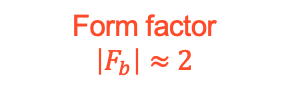 Form factor
|F_b| ≈ 2